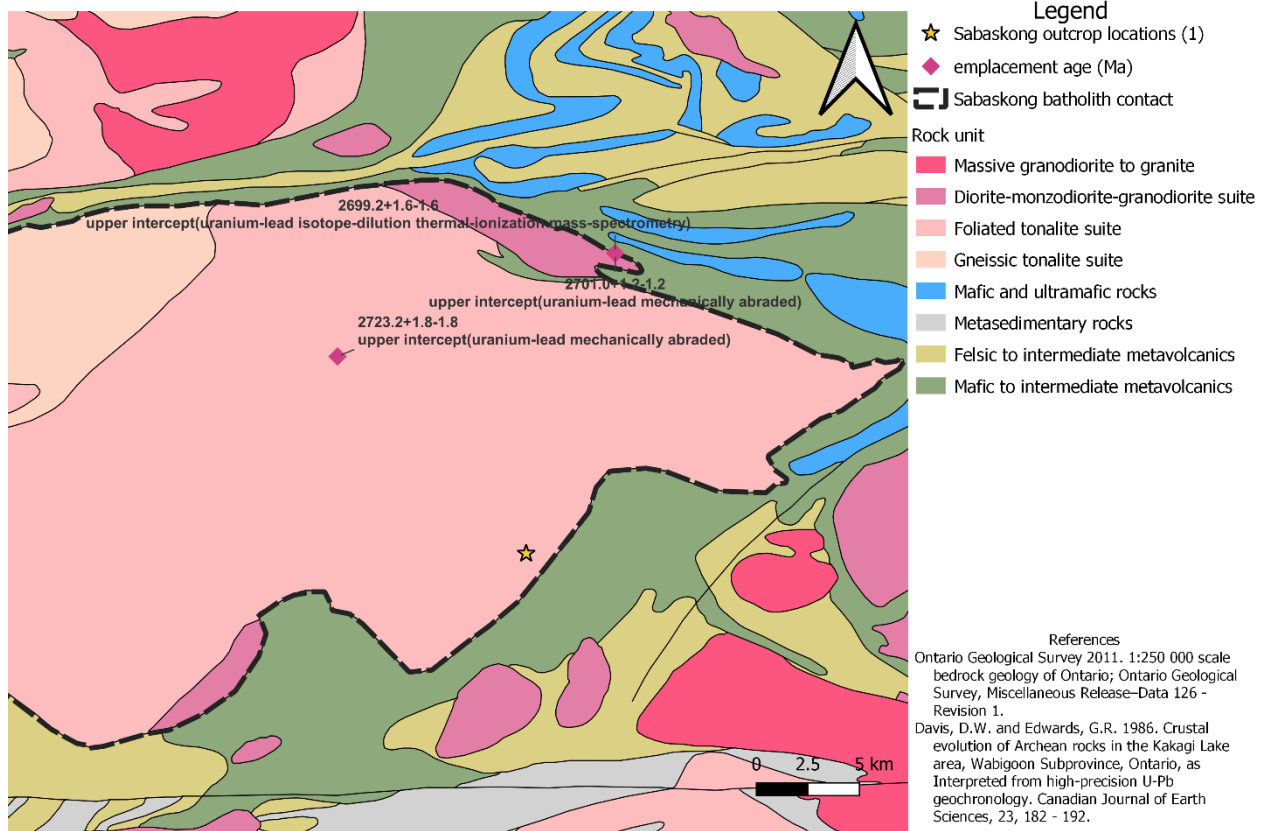 2699.2+1.6-1.6
upper intercept(uranium-lead isotope-dilution thermal-ionization mass-spectrometry)
2701.0+1.2-1.2
upper intercept(uranium-lead mechanically abraded)
2723.2+1.8-1.8
upper intercept(uranium-lead mechanically abraded)
0 2.5 5 km
Legend
Sabaskong outcrop locations (1)
emplacement age (Ma)
Sabaskong batholith contact
Rock unit
Massive granodiorite to granite
Diorite-monzodiorite-granodiorite suite
Foliated tonalite suite
Gneissic tonalite suite
Mafic and ultramafic rocks
Metasedimentary rocks
Felsic to intermediate metavolcanics
Mafic to intermediate metavolcanics
References
Ontario Geological Survey 2011. 1:250 000 scale
bedrock geology of Ontario; Ontario Geological
Survey, Miscellaneous Release–Data 126 -
Revision 1.
Davis, D.W. and Edwards, G.R. 1986. Crustal
evolution of Archean rocks in the Kakagi Lake
area, Wabigoon Subprovince, Ontario, as
Interpreted from high-precision U-Pb
geochronology. Canadian Journal of Earth
Sciences, 23, 182 - 192.